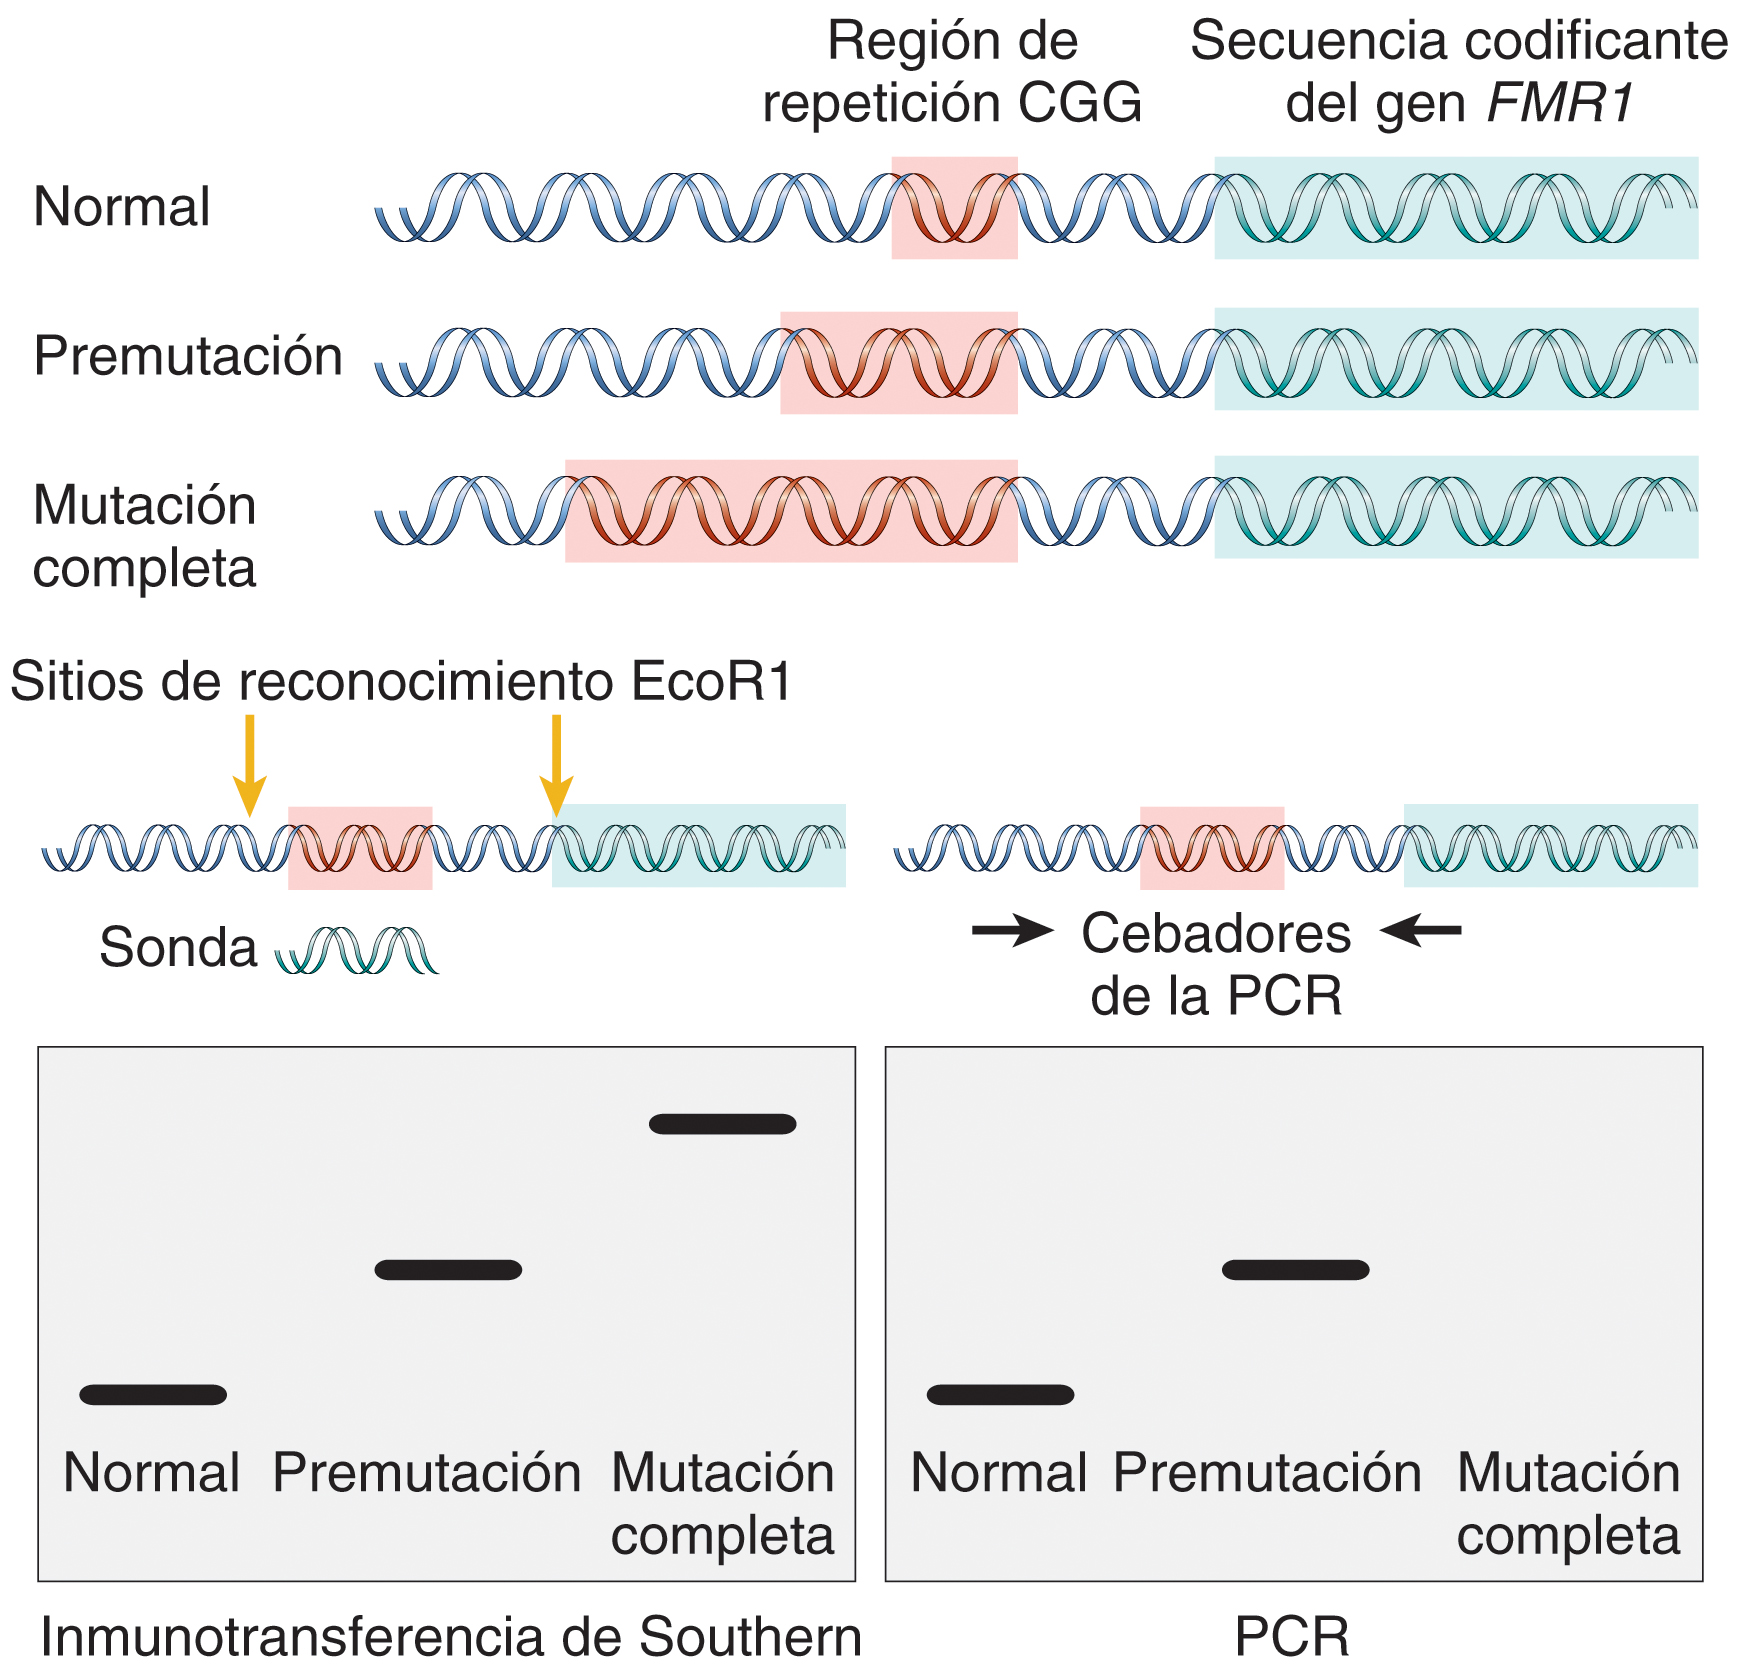 Región de
repetición CGG
Secuencia codificante
del gen FMR1
Normal
Premutación
Mutación
completa
Sitios de reconocimiento EcoR1
Sonda
Cebadores
de la PCR
Normal
Premutación
Mutación
completa
Normal
Premutación
Mutación
completa
Inmunotransferencia de Southern
PCR